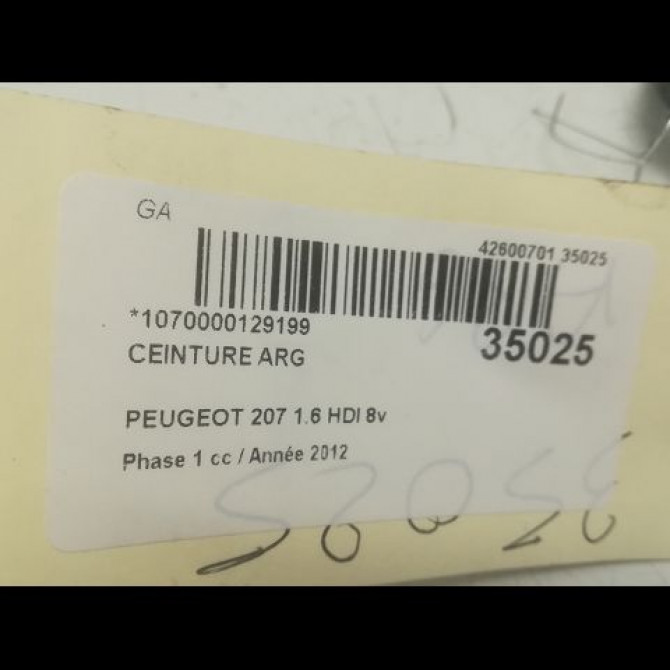 GA
42600701 35025
*1070000129199
35025
CEINTURE ARG
PEUGEOT 207 1.6 HDI 8v
Phase 1 cc / Année 2012